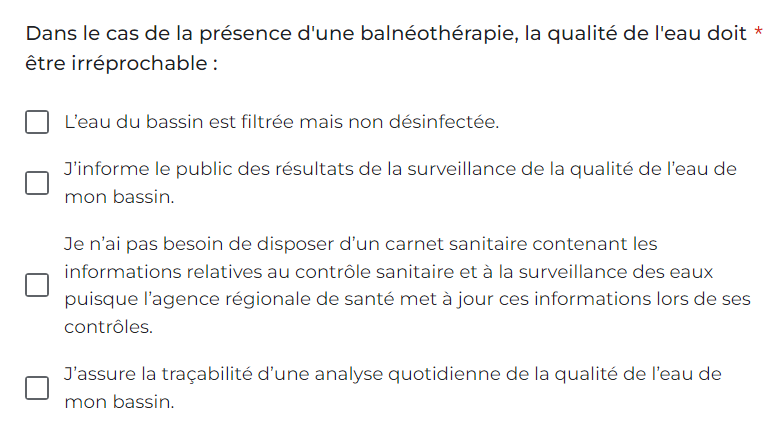 Dans le cas de la présence d'une balnéothérapie, la qualité de l'eau doit *
être irréprochable :
L’eau du bassin est filtrée mais non désinfectée.
J’informe le public des résultats de la surveillance de la qualité de l’eau de
mon bassin.
Je n’ai pas besoin de disposer d’un carnet sanitaire contenant les
informations relatives au contrôle sanitaire et à la surveillance des eaux
puisque l’agence régionale de santé met à jour ces informations lors de ses
contrôles.
J’assure la traçabilité d’une analyse quotidienne de la qualité de l’eau de
mon bassin.